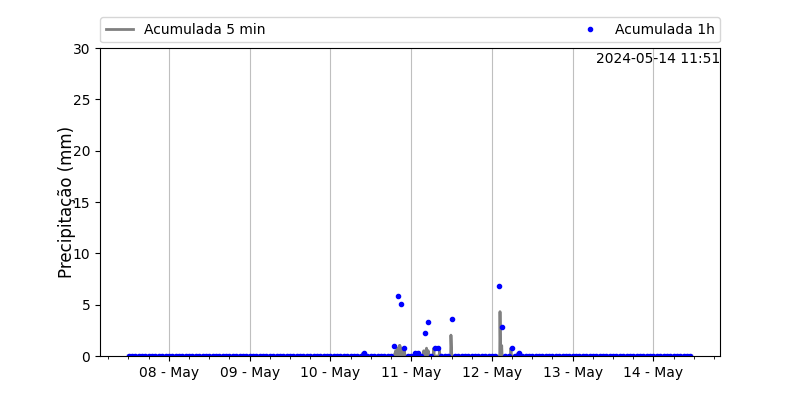 Acumulada 5 min
Acumulada 1h
2024-05-14 11:51
Precipitação (mm)
30
25
20
15
10
5
0
08 - May
09 - May
10 - May
11 - May
12 - May
13 - May
14 - May